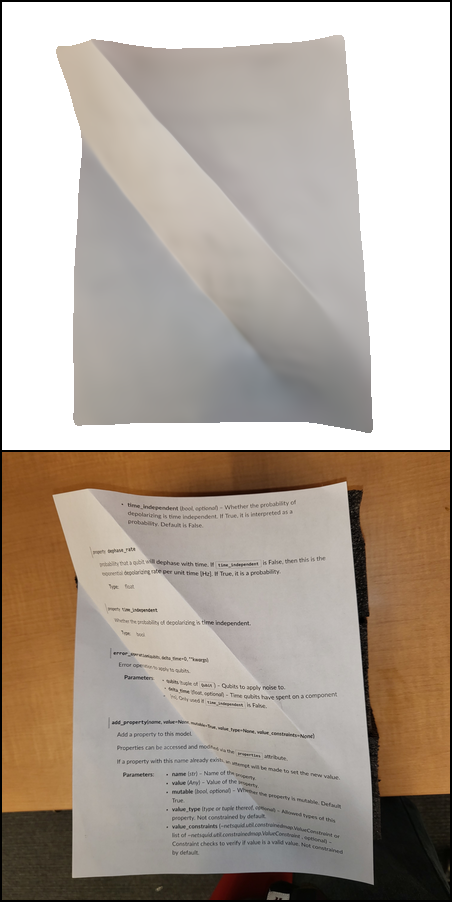 • time_independent (bool, optional) – Whether the probability of
depolarizing is time independent. If True, it is interpreted as a
probability. Default is False.
property dephase_rate
probability that a qubit will dephase with time. If time_independent is False, then this is the
exponential depolarizing rate per unit time [Hz]. If True, it is a probability.
Type: float
property time_independent
Whether the probability of depolarizing is time independent.
Type: bool
error_operation(qubits, delta_time=0, **kwargs)
Error operation to apply to qubits.
Parameters: • qubits (tuple of Qubit) – Qubits to apply noise to.
• delta_time (float, optional) – Time qubits have spent on a component
[ns]. Only used if time_independent is False.
add_property(name, value=None, mutable=True, value_type=None, value_constraints=None)
Add a property to this model.
Properties can be accessed and modified via the properties attribute.
If a property with this name already exists, an attempt will be made to set the new value.
Parameters: • name (str) – Name of the property.
• value (Any) – Value of the property.
• mutable (bool, optional) – Whether the property is mutable. Default
True.
• value_type (type or tuple thereof, optional) – Allowed types of this
property. Not constrained by default.
• value_constraints (~netsquid.util.constrainedmap.ValueConstraint or
list of ~netsquid.util.constrainedmap.ValueConstraint , optional) –
Constraint checks to verify if value is a valid value. Not constrained
by default.